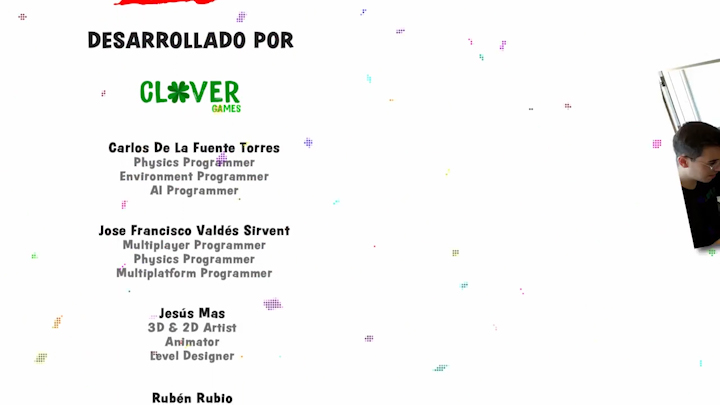 DESARROLLADO POR
CLOVER
GAMES
Carlos De La Fuente Torres
Physics Programmer
Environment Programmer
AI Programmer
Jose Francisco Valdés Sirvent
Multiplayer Programmer
Physics Programmer
Multiplatform Programmer
Jesús Mas
3D & 2D Artist
Animator
Level Designer
Rubén Rubio